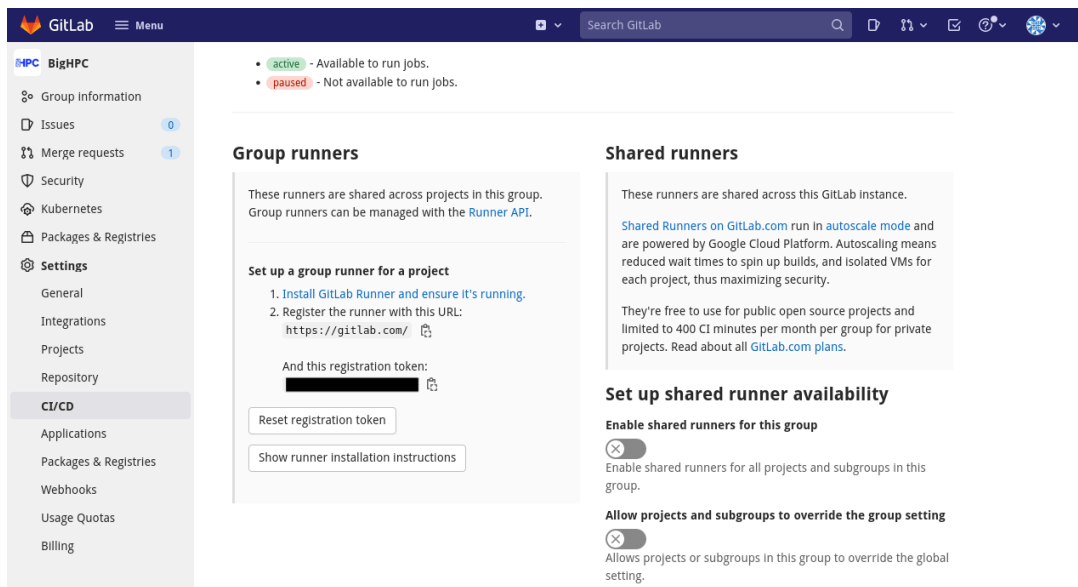 GitLab
Menu
Search GitLab
HPC BigHPC
Group information
Issues 0
Merge requests 1
Security
Kubernetes
Packages & Registries
Settings
General
Integrations
Projects
Repository
CI/CD
Applications
Packages & Registries
Webhooks
Usage Quotas
Billing
active - Available to run jobs.
paused - Not available to run jobs.
Group runners
These runners are shared across projects in this group.
Group runners can be managed with the Runner API.
Set up a group runner for a project
1. Install GitLab Runner and ensure it's running.
2. Register the runner with this URL:
https://gitlab.com/
And this registration token:
Reset registration token
Show runner installation instructions
Shared runners
These runners are shared across this GitLab instance.
Shared Runners on GitLab.com run in autoscale mode and
are powered by Google Cloud Platform. Autoscaling means
reduced wait times to spin up builds, and isolated VMs for
each project, thus maximizing security.
They're free to use for public open source projects and
limited to 400 CI minutes per month per group for private
projects. Read about all GitLab.com plans.
Set up shared runner availability
Enable shared runners for this group
Enable shared runners for all projects and subgroups in this
group.
Allow projects and subgroups to override the group setting
Allows projects or subgroups in this group to override the global
setting.